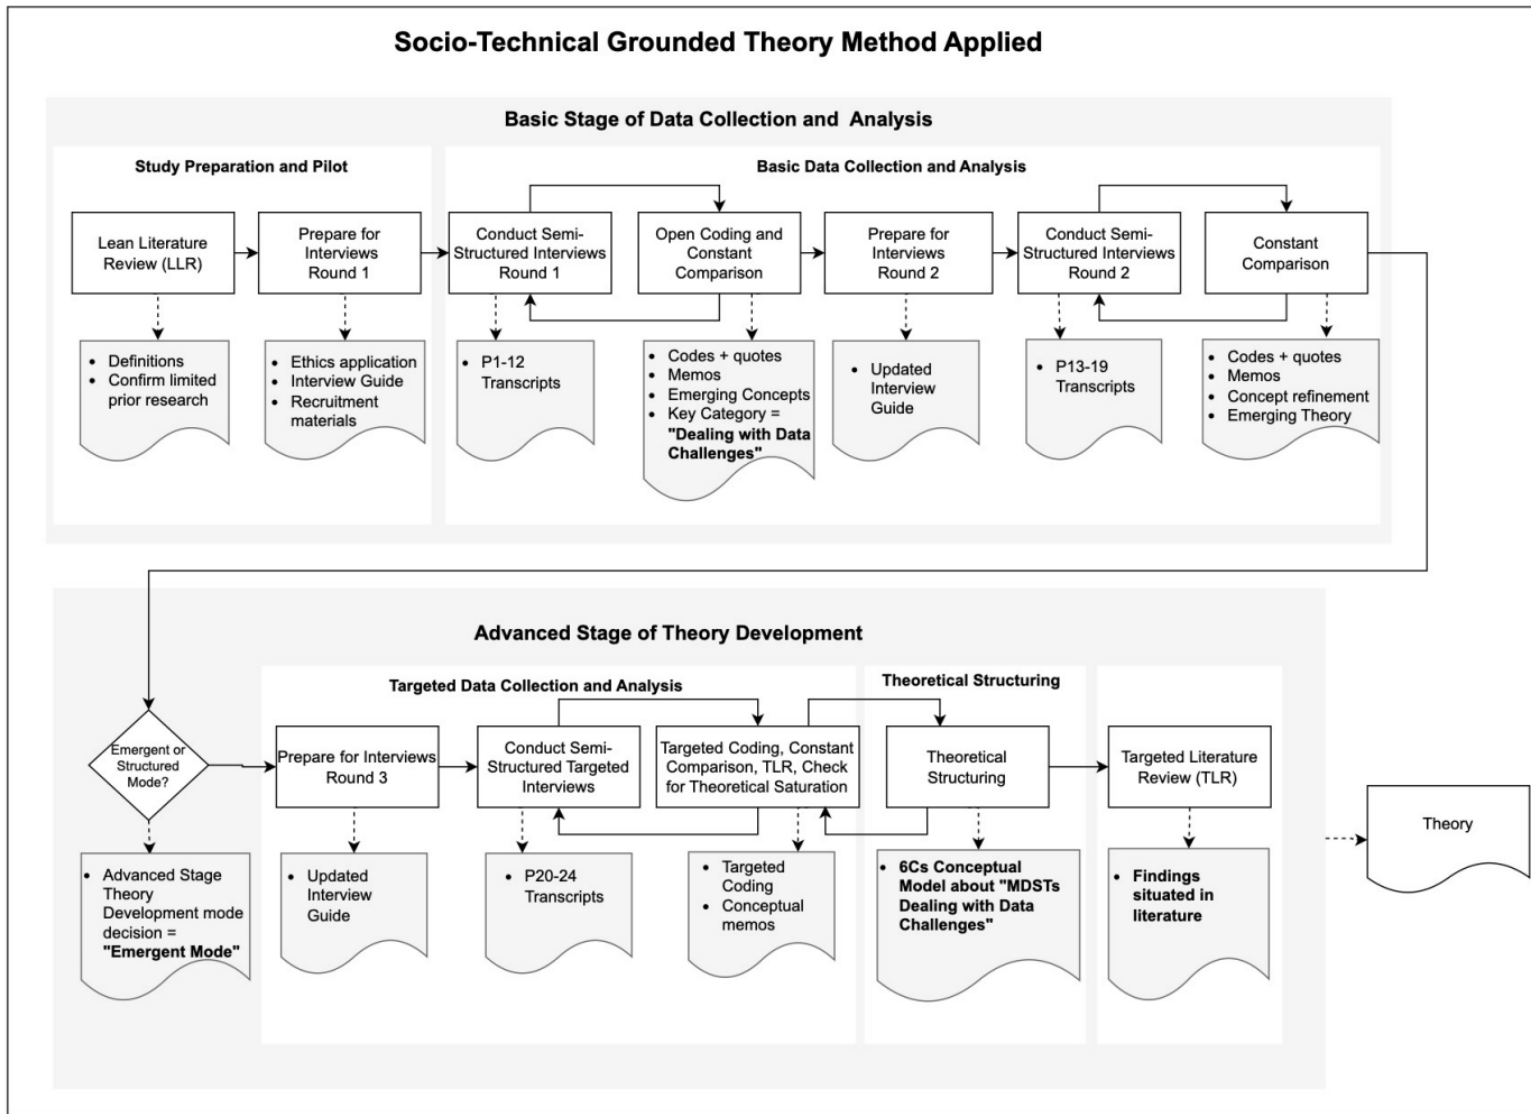 Socio-Technical Grounded Theory Method Applied
Basic Stage of Data Collection and Analysis
Study Preparation and Pilot
Basic Data Collection and Analysis
Lean Literature
Review (LLR)
Prepare for
Interviews
Round 1
Conduct Semi-
Structured Interviews
Round 1
Open Coding and
Constant
Comparison
Prepare for
Interviews
Round 2
Conduct Semi-
Structured Interviews
Round 2
Constant
Comparison
• Definitions
• Confirm limited
prior research
• Ethics application
• Interview Guide
• Recruitment
materials
• P1-12
Transcripts
• Codes + quotes
• Memos
• Emerging Concepts
• Key Category =
"Dealing with Data
Challenges"
• Updated
Interview
Guide
• P13-19
Transcripts
• Codes + quotes
• Memos
• Concept refinement
• Emerging Theory
Advanced Stage of Theory Development
Targeted Data Collection and Analysis
Theoretical Structuring
Emergent or
Structured
Mode?
Prepare for Interviews
Round 3
Conduct Semi-
Structured Targeted
Interviews
Targeted Coding, Constant
Comparison, TLR, Check
for Theoretical Saturation
Theoretical
Structuring
Targeted Literature
Review (TLR)
Theory
• Advanced Stage
Theory
Development mode
decision =
"Emergent Mode"
• Updated
Interview
Guide
• P20-24
Transcripts
• Targeted
Coding
• Conceptual
memos
• 6Cs Conceptual
Model about "MDSTs
Dealing with Data
Challenges"
• Findings
situated in
literature